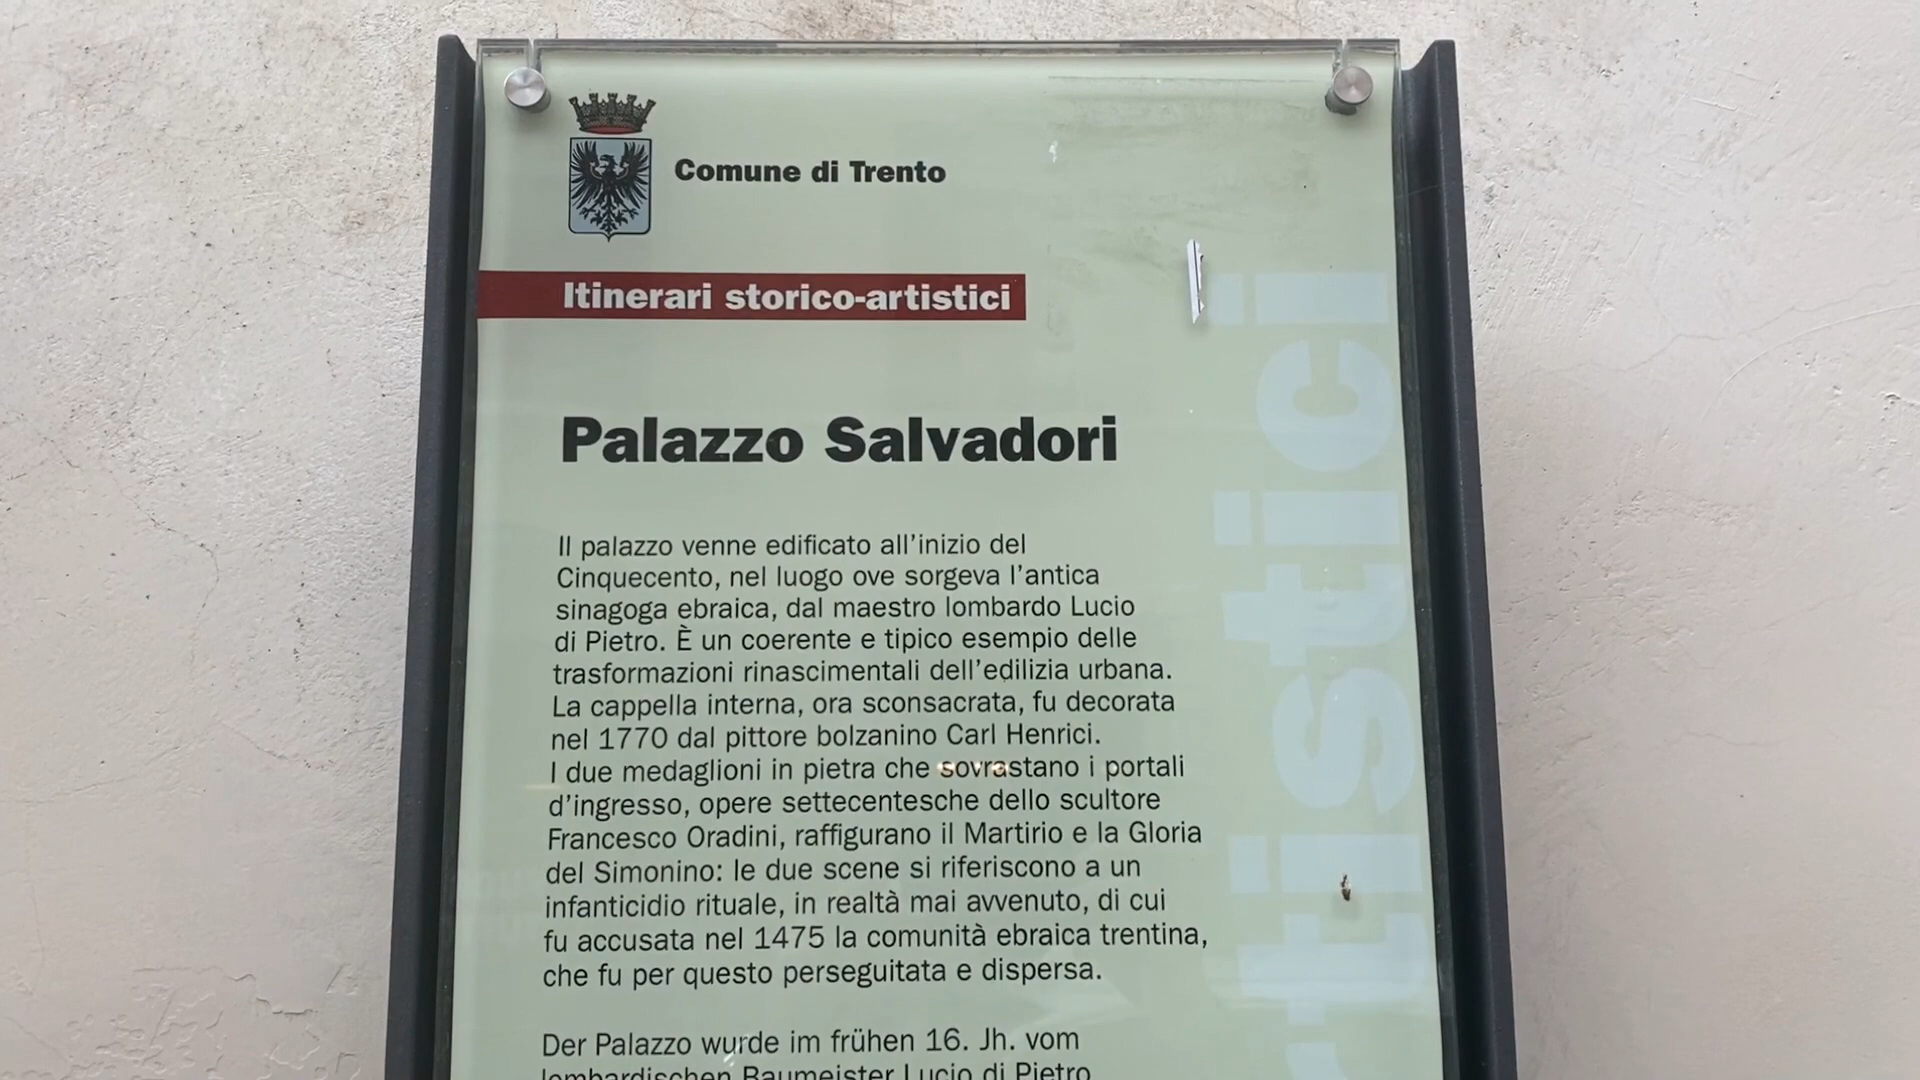 Comune di Trento
Itinerari storico-artistici
Palazzo Salvadori
Il palazzo venne edificato all'inizio del
Cinquecento, nel luogo ove sorgeva l'antica
sinagoga ebraica, dal maestro lombardo Lucio
di Pietro. È un coerente e tipico esempio delle
trasformazioni rinascimentali dell'edilizia urbana.
La cappella interna, ora sconsacrata, fu decorata
nel 1770 dal pittore bolzanino Carl Henrici.
I due medaglioni in pietra che sovrastano i portali
d'ingresso, opere settecentesche dello scultore
Francesco Oradini, raffigurano il Martirio e la Gloria
del Simonino: le due scene si riferiscono a un
infanticidio rituale, in realtà mai avvenuto, di cui
fu accusata nel 1475 la comunità ebraica trentina,
che fu per questo perseguitata e dispersa.
Der Palazzo wurde im frühen 16. Jh. vom
lombardischen Baumeister Lucio di Pietro
rtistici